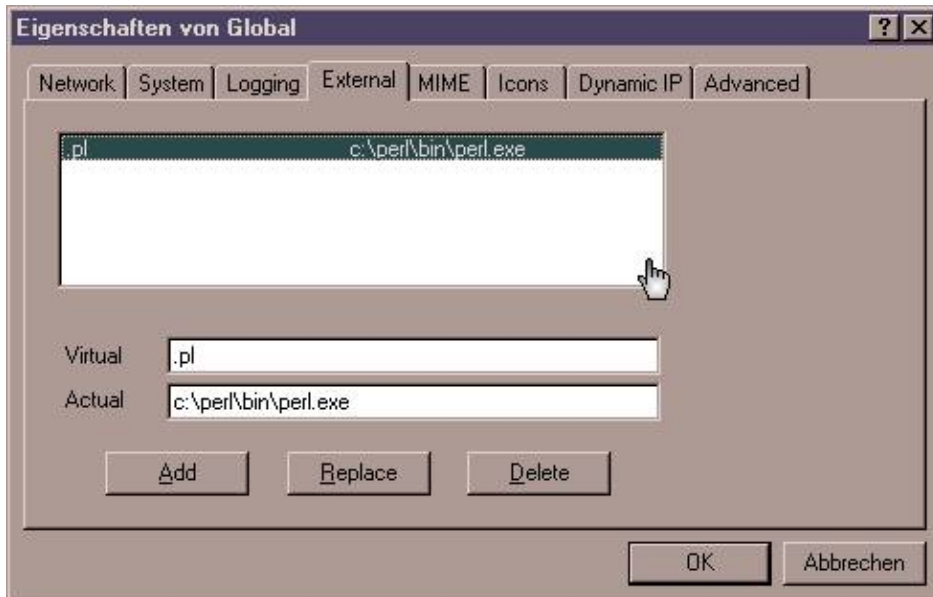 Eigenschaften von Global
? X
Network System Logging External MIME Icons Dynamic IP Advanced
.pl c:\perl\bin\perl.exe
Virtual .pl
Actual c:\perl\bin\perl.exe
Add Replace Delete
OK Abbrechen